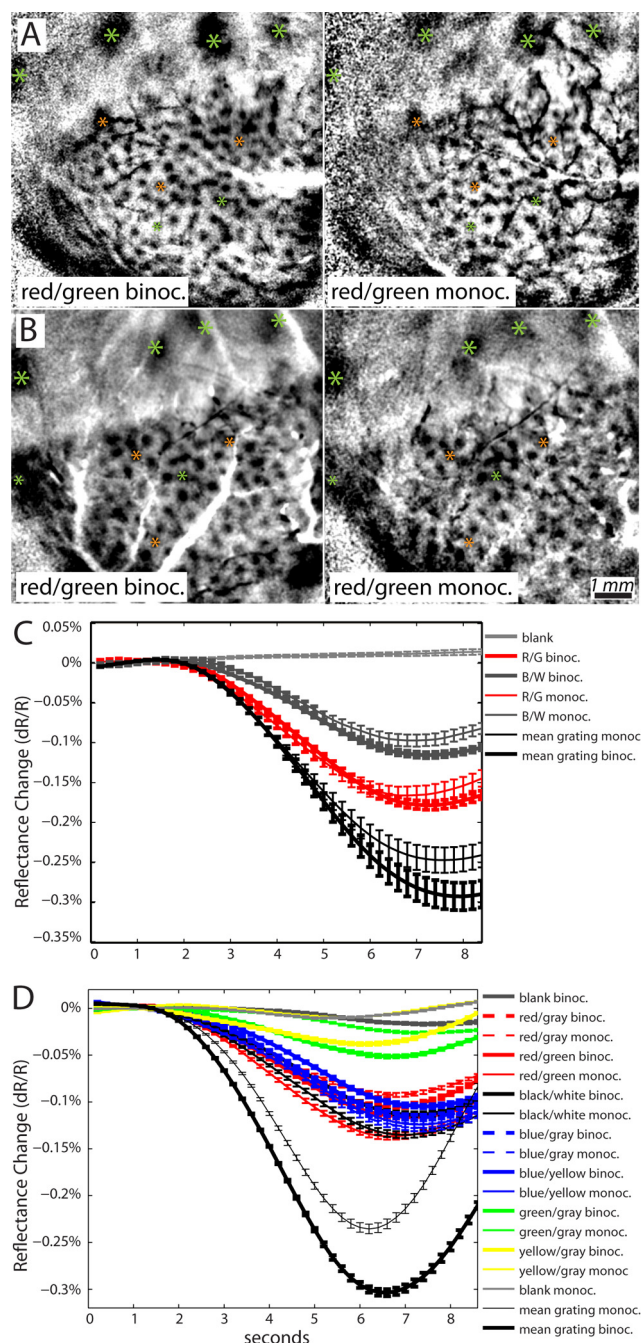 A
red/green binoc.
red/green monoc.
B
red/green binoc.
red/green monoc.
1 mm
C
0.05%
0%
−0.05%
−0.1%
−0.15%
−0.2%
−0.25%
−0.3%
−0.35%
Reflectance Change (dR/R)
0 1 2 3 4 5 6 7 8
blank
R/G binoc.
B/W binoc.
R/G monoc.
B/W monoc.
mean grating monoc
mean grating binoc.
D
0%
−0.05%
−0.1%
−0.15%
−0.2%
−0.25%
−0.3%
Reflectance Change (dR/R)
0 1 2 3 4 5 6 7 8
seconds
blank binoc.
red/gray binoc.
red/gray monoc.
red/green binoc.
red/green monoc.
black/white binoc.
black/white monoc.
blue/gray binoc.
blue/gray monoc.
blue/yellow binoc.
blue/yellow monoc.
green/gray binoc.
green/gray monoc.
yellow/gray binoc.
yellow/gray monoc
blank monoc.
mean grating monoc.
mean grating binoc.